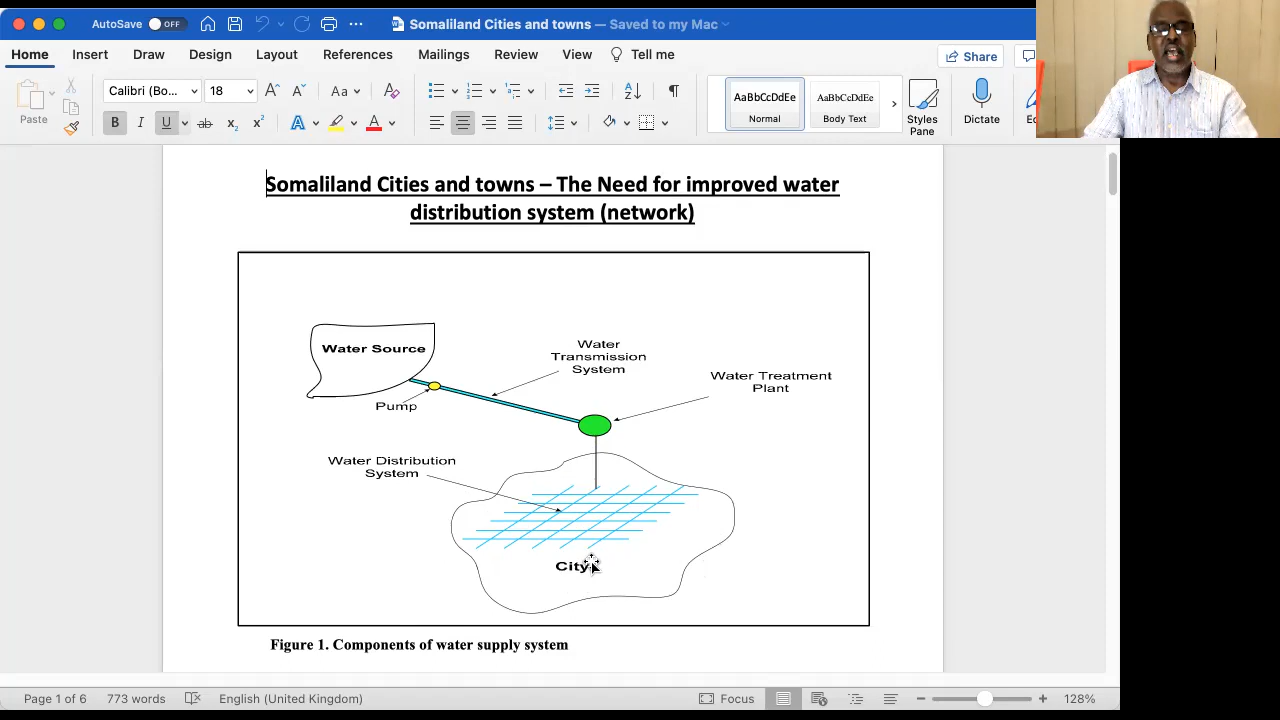 AutoSave OFF
Somaliland Cities and towns — Saved to my Mac
Home Insert Draw Design Layout References Mailings Review View Tell me
Share
Paste
Calibri (Bo... 18
AaBbCcDdEe
Normal
AaBbCcDdEe
Body Text
Styles
Pane
Dictate
Somaliland Cities and towns – The Need for improved water
distribution system (network)
Water Source
Water
Transmission
System
Water Treatment
Plant
Pump
Water Distribution
System
City
Figure 1. Components of water supply system
Page 1 of 6 773 words English (United Kingdom) Focus 128%